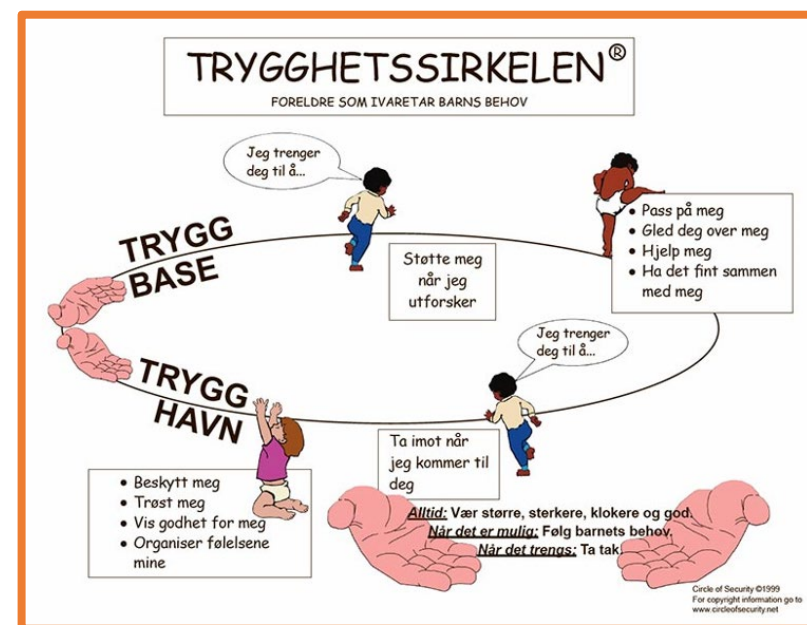 TRYGGHETSSIRKELEN®
FORELDRE SOM IVARETAR BARNS BEHOV
Jeg trenger
deg til å...
TRYGG
BASE
Støtte meg
når jeg
utforsker
• Pass på meg
• Gled deg over meg
• Hjelp meg
• Ha det fint sammen
med meg
Jeg trenger
deg til å...
TRYGG
HAVN
Ta imot når
jeg kommer til
deg
• Beskytt meg
• Trøst meg
• Vis godhet for meg
• Organiser følelsene
mine
Alltid: Vær større, sterkere, klokere og god.
Når det er mulig: Følg barnets behov.
Når det trengs: Ta tak.
Circle of Security ©1999
For copyright information go to
www.circleofsecurity.net